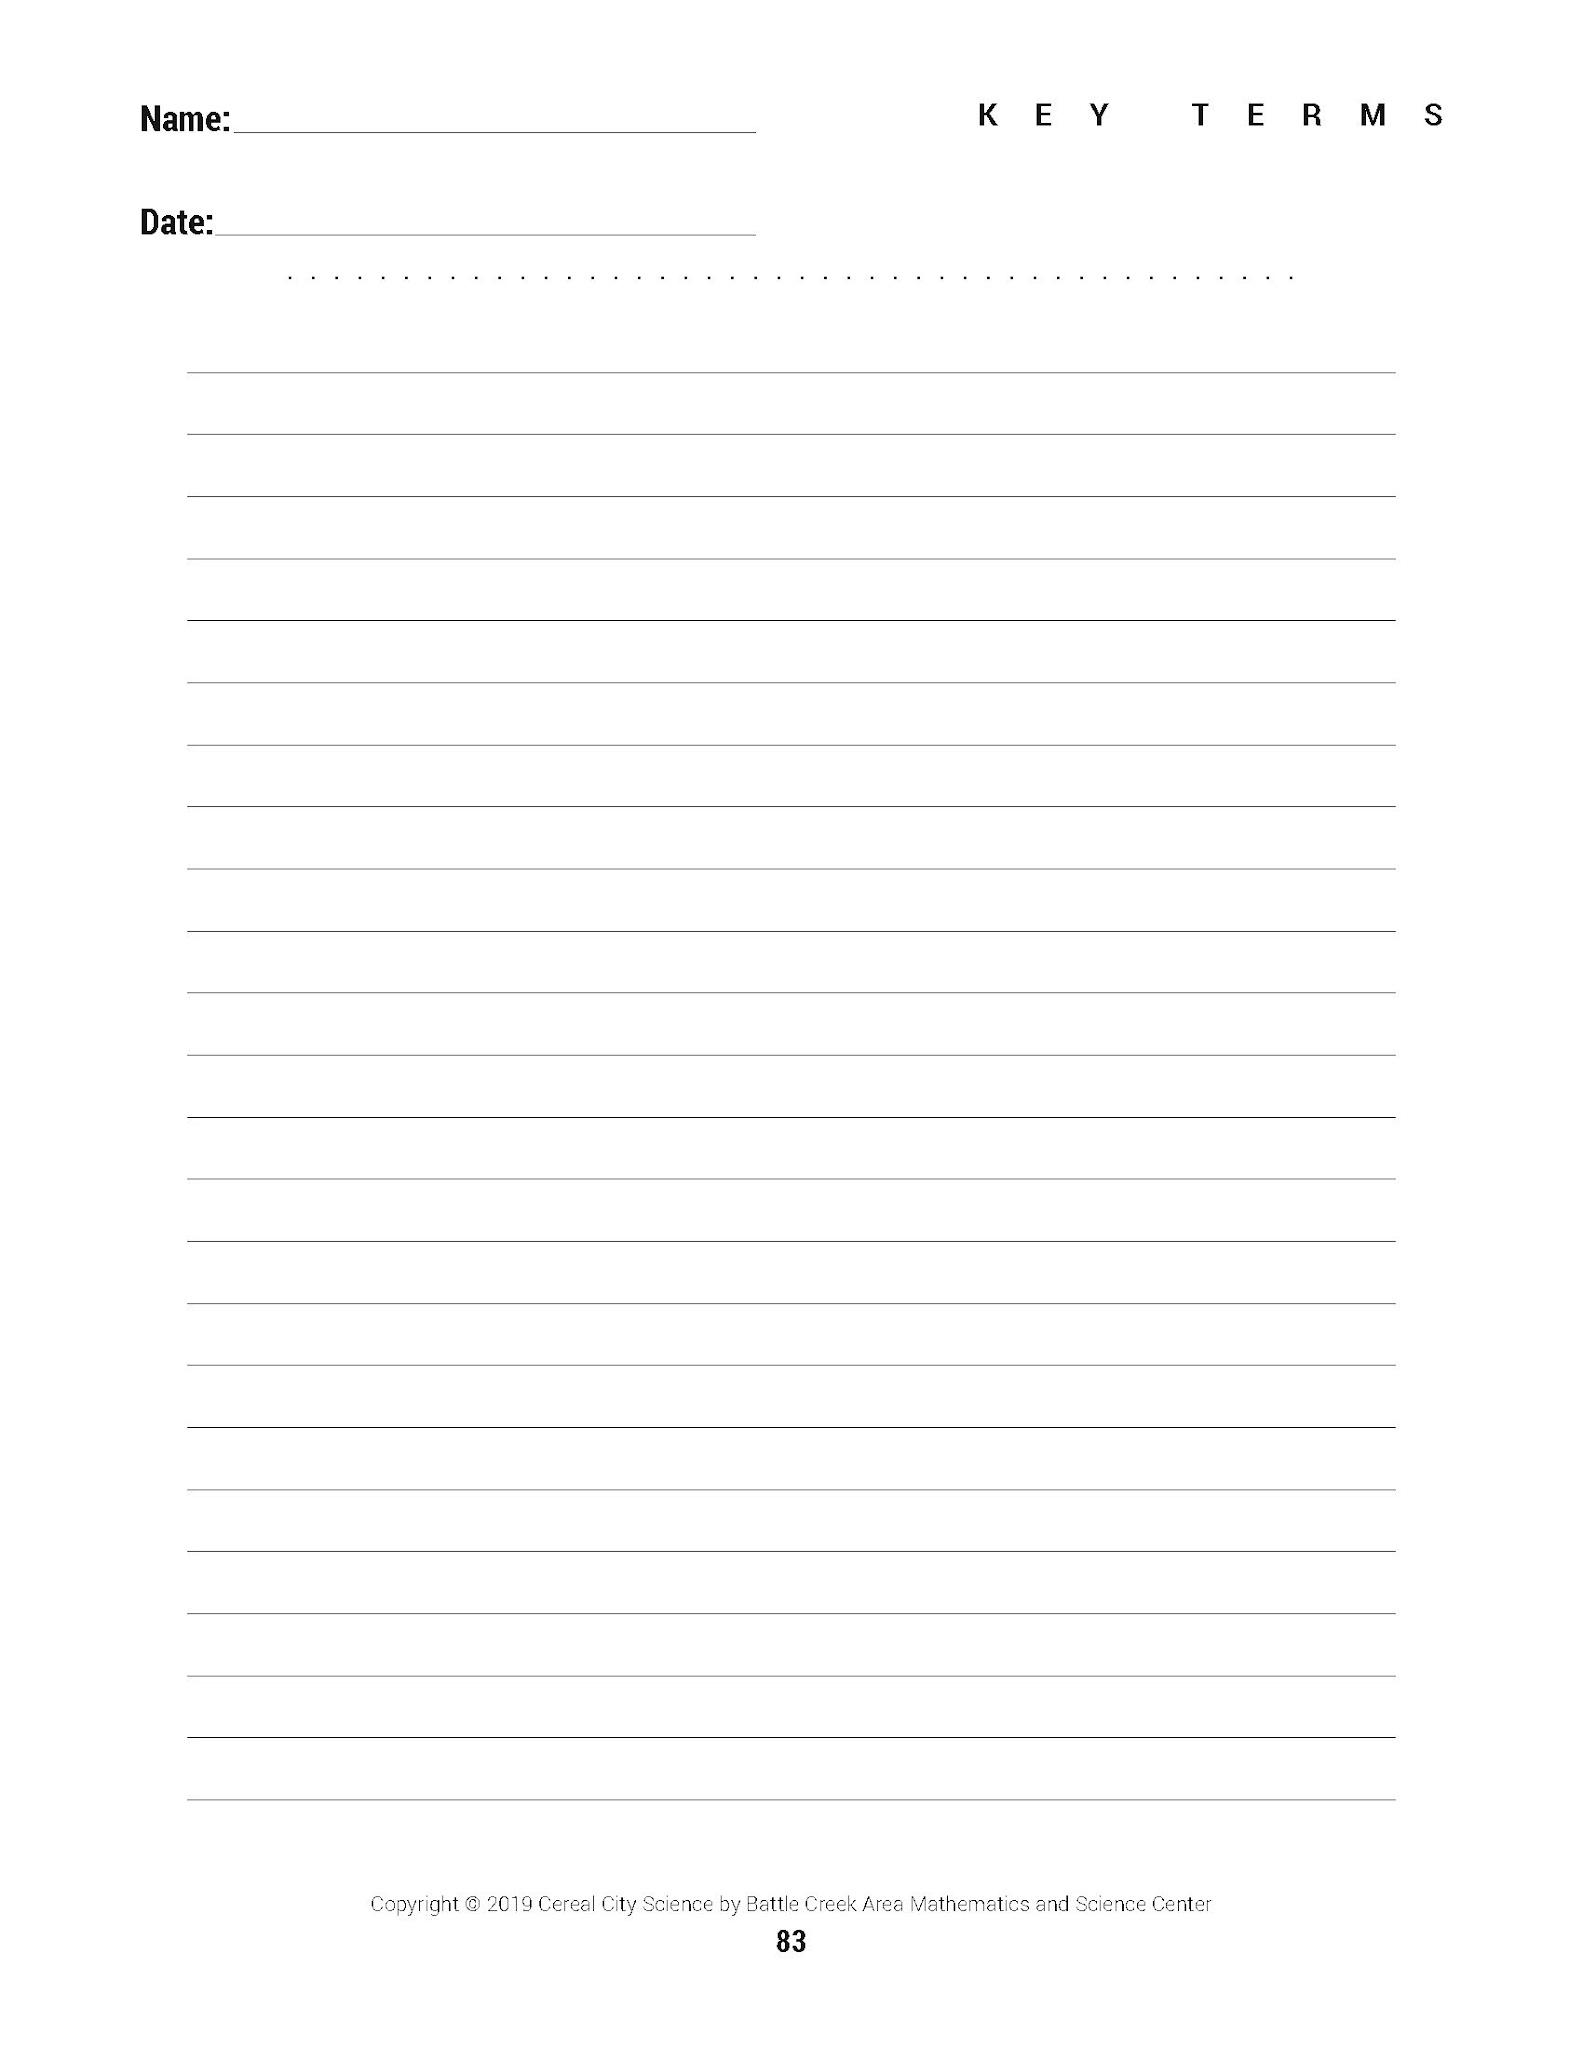 Name:
KEY TERMS
Date:
Copyright © 2019 Cereal City Science by Battle Creek Area Mathematics and Science Center
83